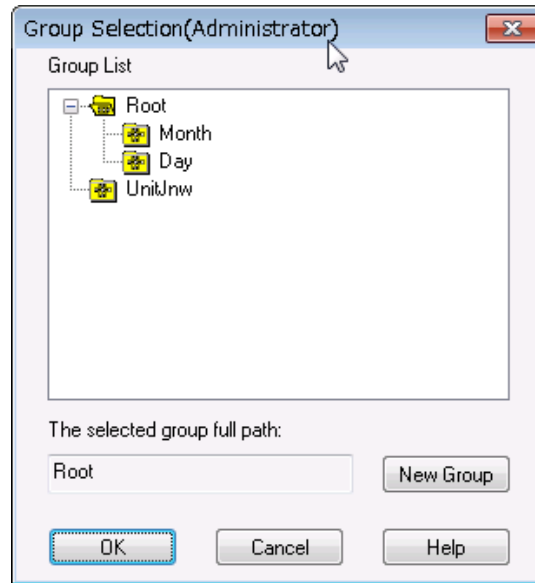 Group Selection(Administrator)
Group List
Root
Month
Day
UnitJnw
The selected group full path:
Root
New Group
OK
Cancel
Help